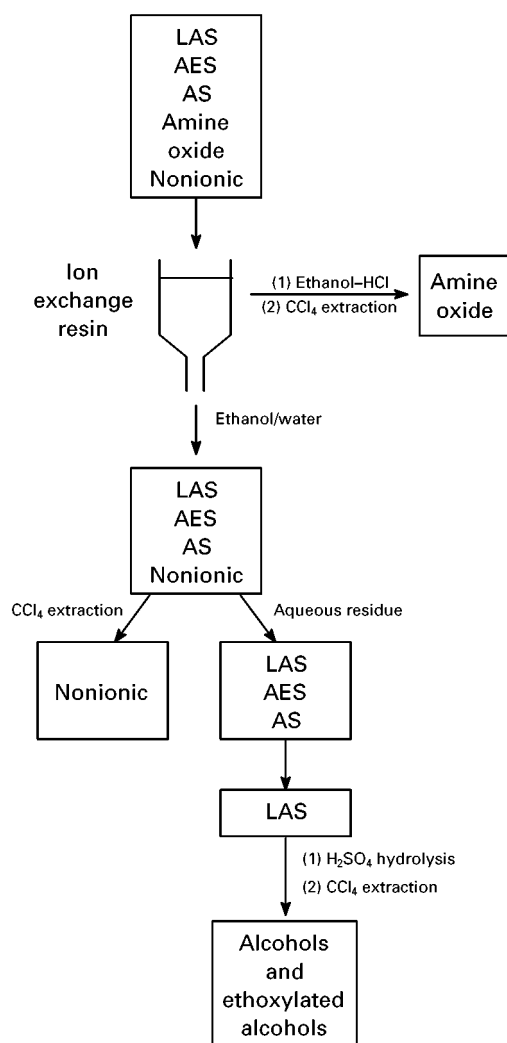 LAS
AES
AS
Amine
oxide
Nonionic
Ion
exchange
resin
(1) Ethanol–HCl
(2) CCl₄ extraction
Amine
oxide
Ethanol/water
LAS
AES
AS
Nonionic
CCl₄ extraction
Aqueous residue
Nonionic
LAS
AES
AS
LAS
(1) H₂SO₄ hydrolysis
(2) CCl₄ extraction
Alcohols
and
ethoxylated
alcohols